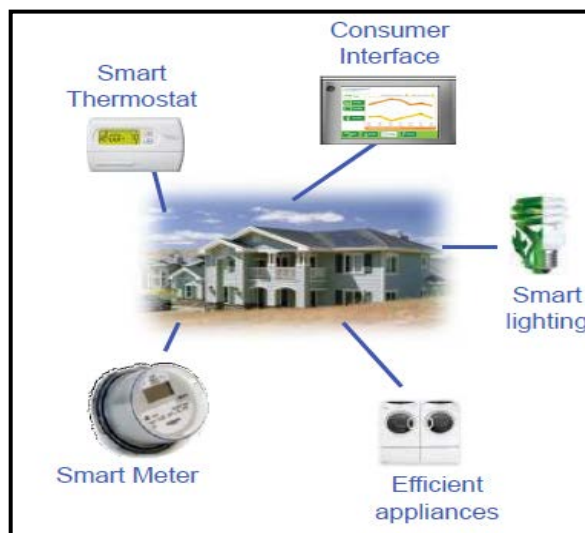 Consumer
Interface
Smart
Thermostat
Smart
lighting
Smart Meter
Efficient
appliances